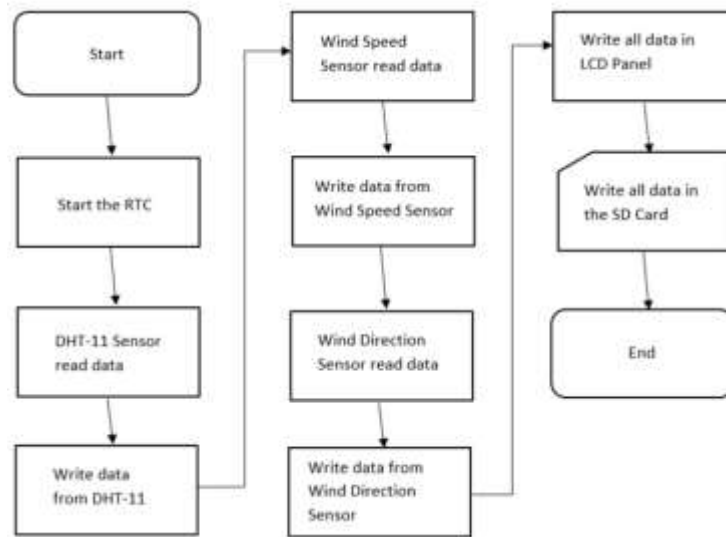 Start
Start the RTC
DHT-11 Sensor
read data
Write data
from DHT-11
Wind Speed
Sensor read data
Write data from
Wind Speed Sensor
Wind Direction
Sensor read data
Write data from
Wind Direction
Sensor
Write all data in
LCD Panel
Write all data in
the SD Card
End